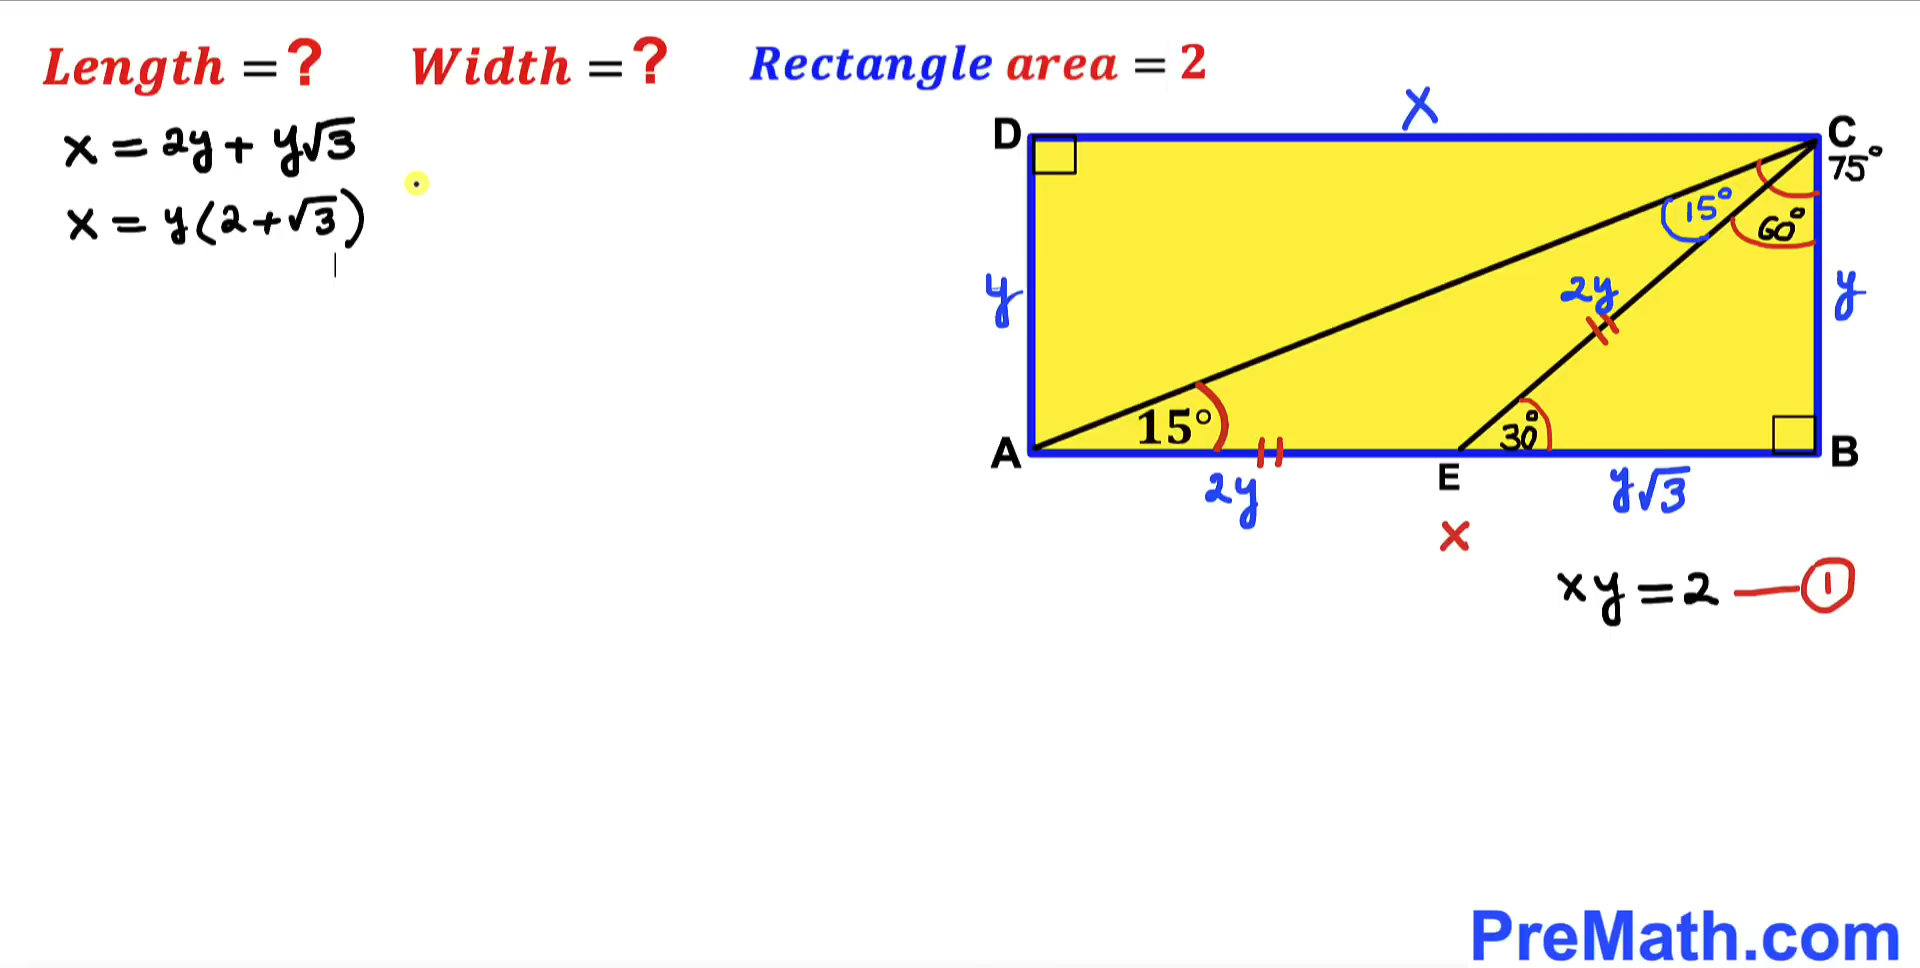 Length = ? Width = ? Rectangle area = 2
x = 2y + y√3
x = y(2+√3)
x
D
C
75°
15°
60°
y
2y
y
15°
30°
A
E
B
2y
y√3
x
xy = 2 — ①
PreMath.com